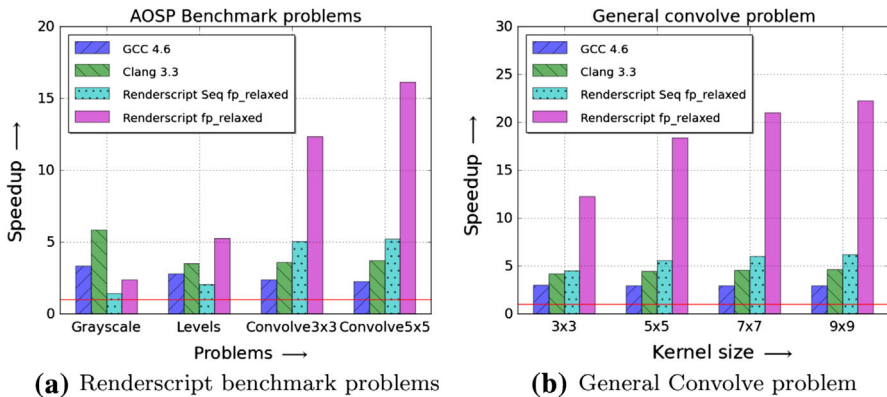 AOSP Benchmark problems
20
15
10
5
0
Speedup →
GCC 4.6
Clang 3.3
Renderscript Seq fp_relaxed
Renderscript fp_relaxed
Grayscale Levels Convolve3x3 Convolve5x5
Problems →
(a) Renderscript benchmark problems
General convolve problem
30
25
20
15
10
5
0
Speedup →
GCC 4.6
Clang 3.3
Renderscript Seq fp_relaxed
Renderscript fp_relaxed
3x3 5x5 7x7 9x9
Kernel size →
(b) General Convolve problem